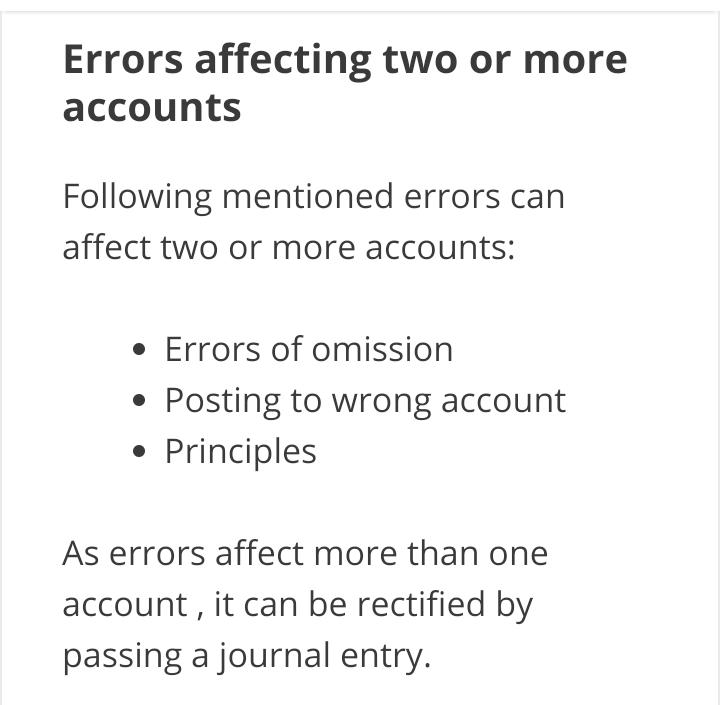 Errors affecting two or more
accounts
Following mentioned errors can
affect two or more accounts:
• Errors of omission
• Posting to wrong account
• Principles
As errors affect more than one
account , it can be rectified by
passing a journal entry.